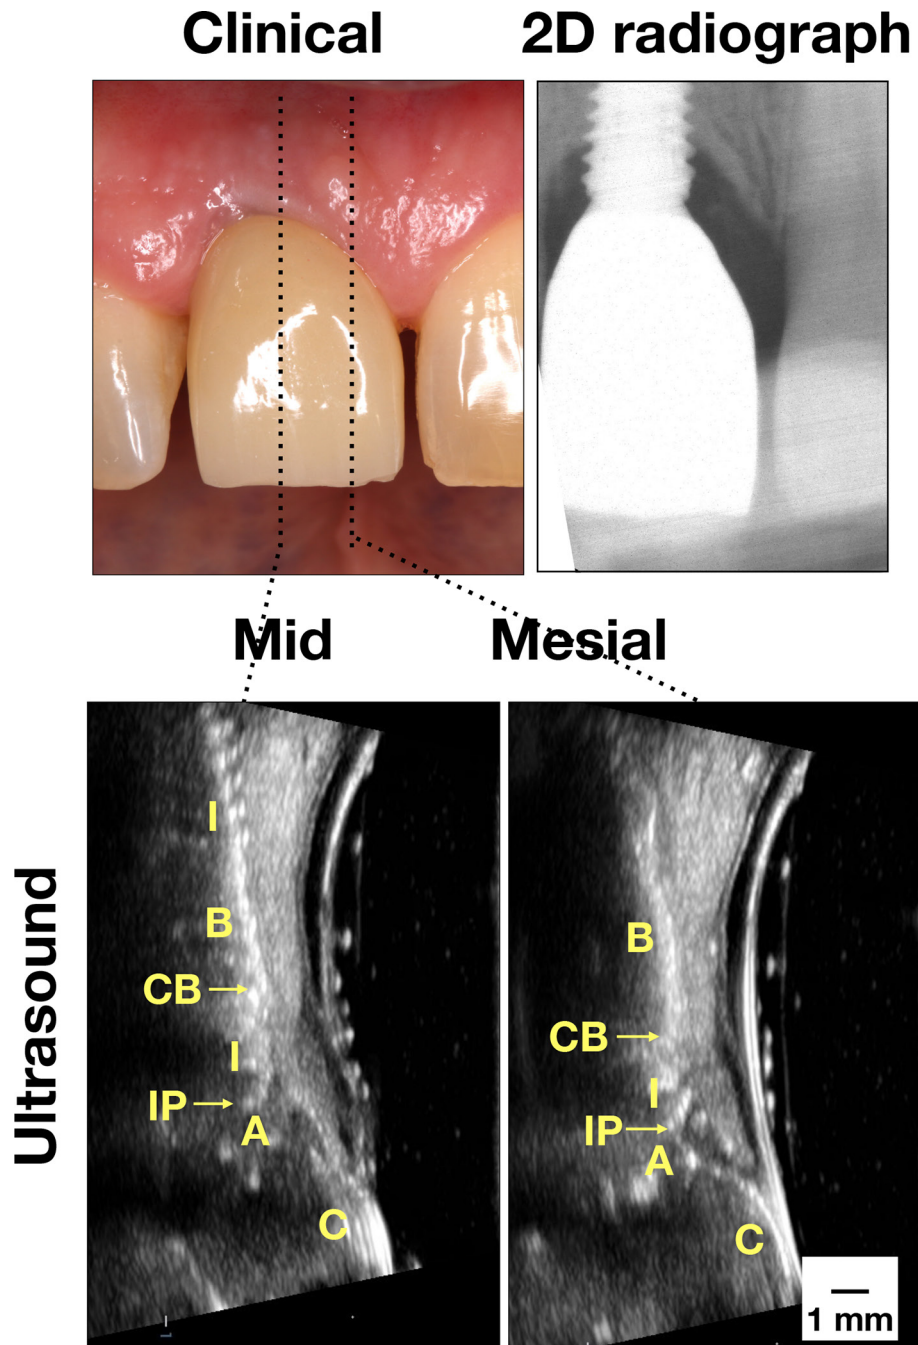 Clinical
2D radiograph
Mid
Mesial
Ultrasound
I
B
CB
I
IP
A
C
B
CB
I
IP
A
C
1 mm